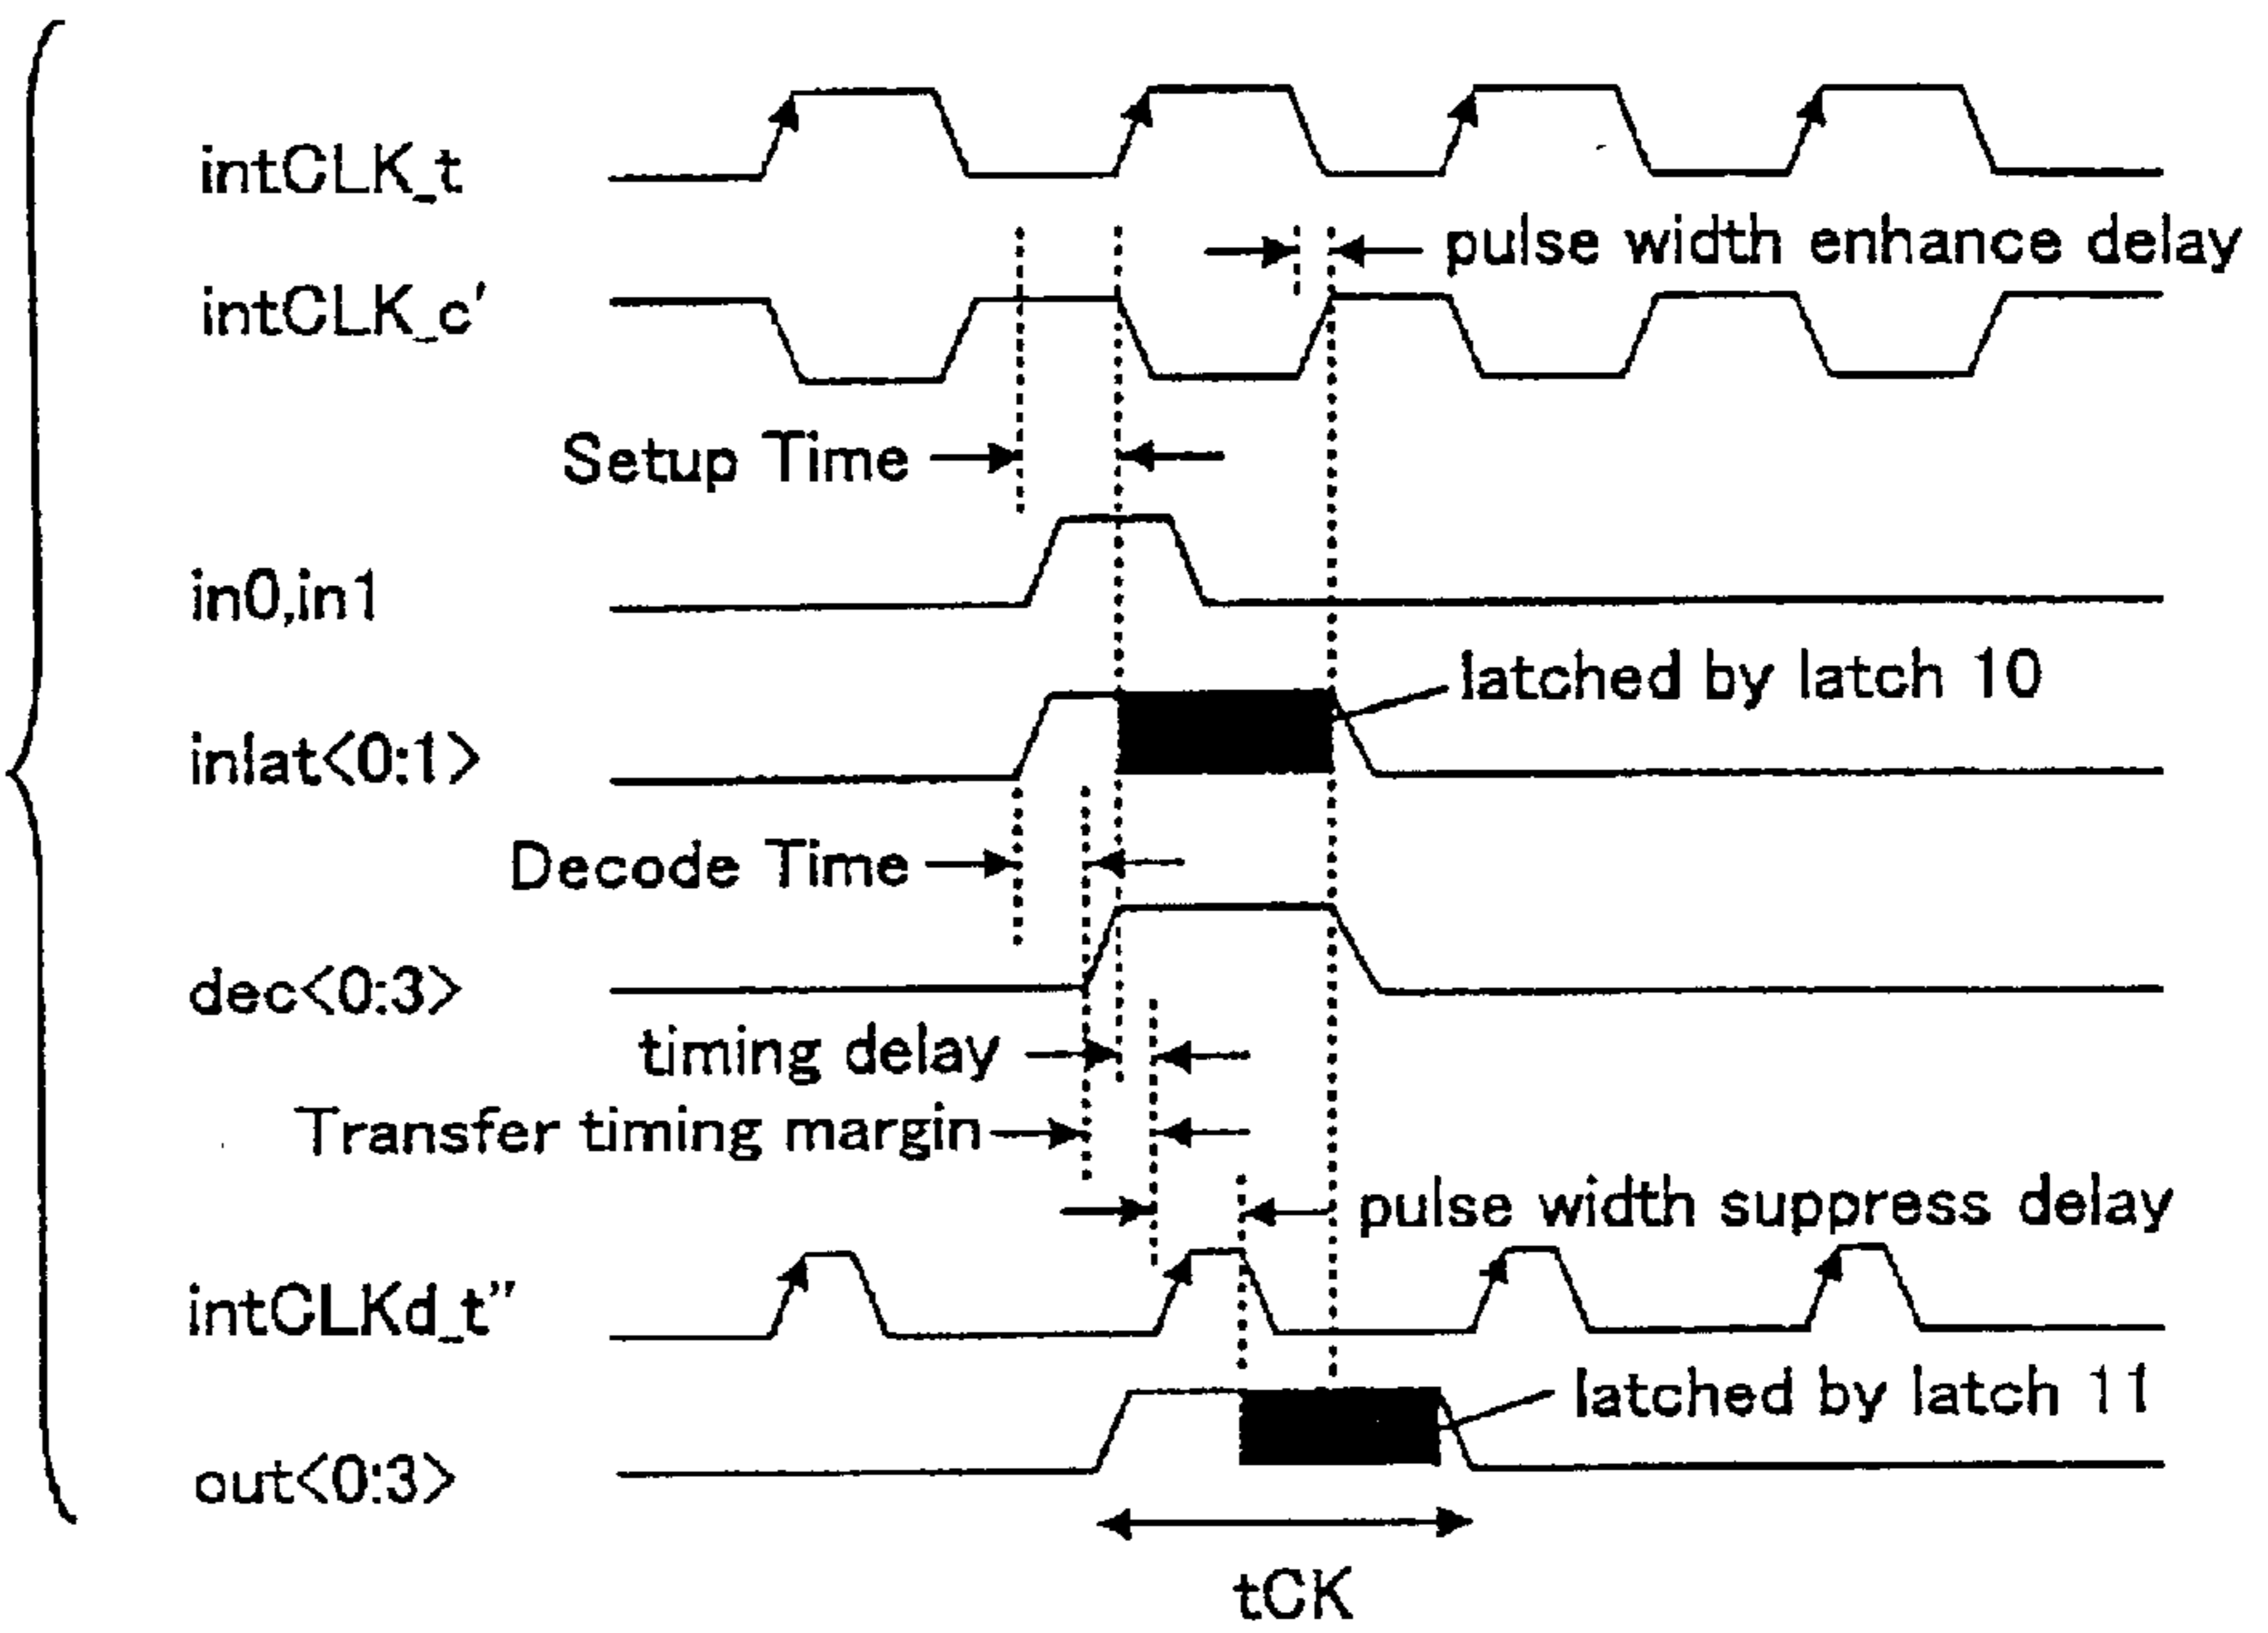 intCLK_t
pulse width enhance delay
intCLK_c'
Setup Time
in0,in1
latched by latch 10
inlat<0:1>
Decode Time
dec<0:3>
timing delay
Transfer timing margin
pulse width suppress delay
intCLKd_t"
latched by latch 11
out<0:3>
tCK